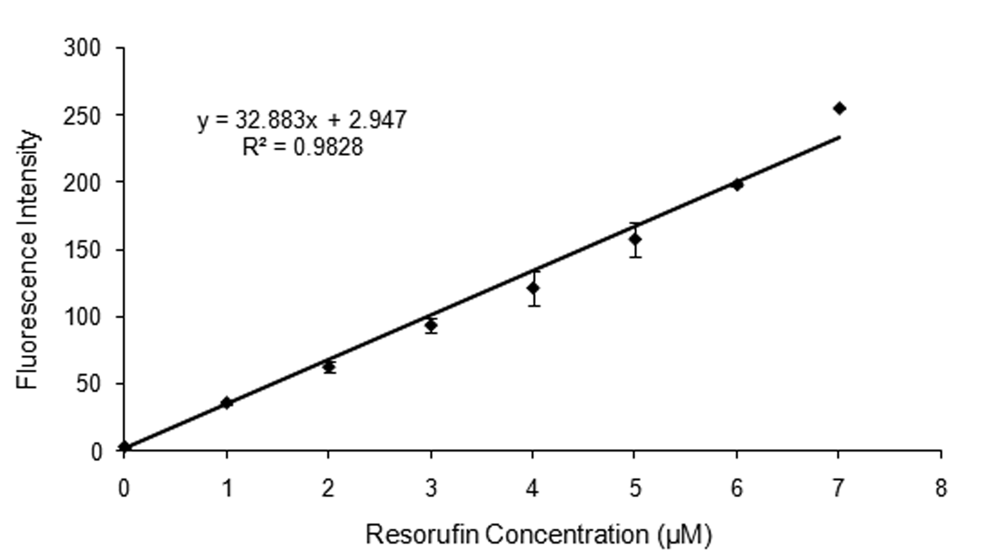 300
250
200
150
100
50
0
y = 32.883x + 2.947
R² = 0.9828
Fluorescence Intensity
0 1 2 3 4 5 6 7 8
Resorufin Concentration (µM)